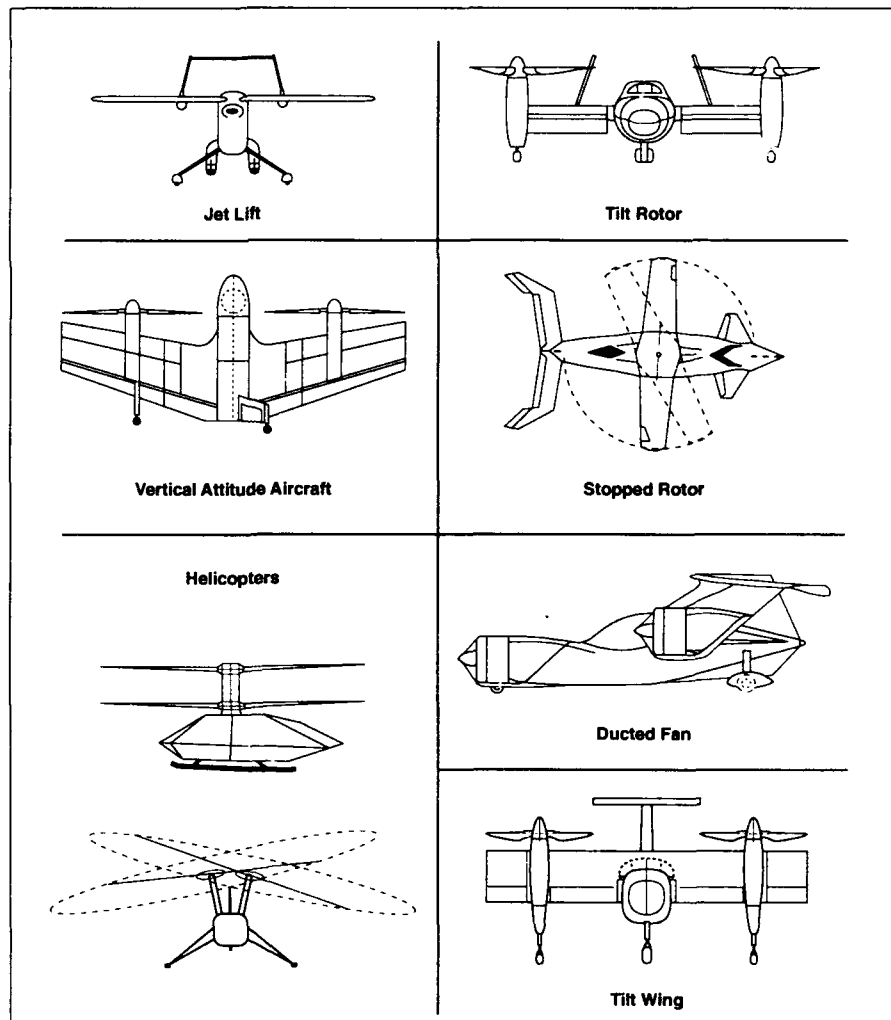 Jet Lift
Tilt Rotor
Vertical Attitude Aircraft
Stopped Rotor
Helicopters
Ducted Fan
Tilt Wing